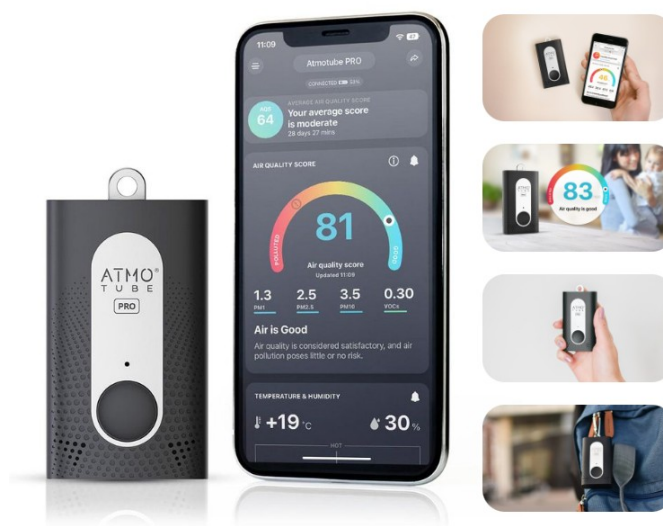 ATMO®
TUBE
PRO
11:09
Atmotube PRO
CONNECTED
AVERAGE AIR QUALITY SCORE
AQS
64
Your average score
is moderate
28 days 27 mins
AIR QUALITY SCORE
81
POLLUTED
GOOD
Air quality score
Updated 11:09
1.3
2.5
3.5
0.30
PM1
PM2.5
PM10
VOCs
Air is Good
Air quality is considered satisfactory, and air
pollution poses little or no risk.
TEMPERATURE & HUMIDITY
+19 °C
30 %
HOT
46
83
Air quality is good